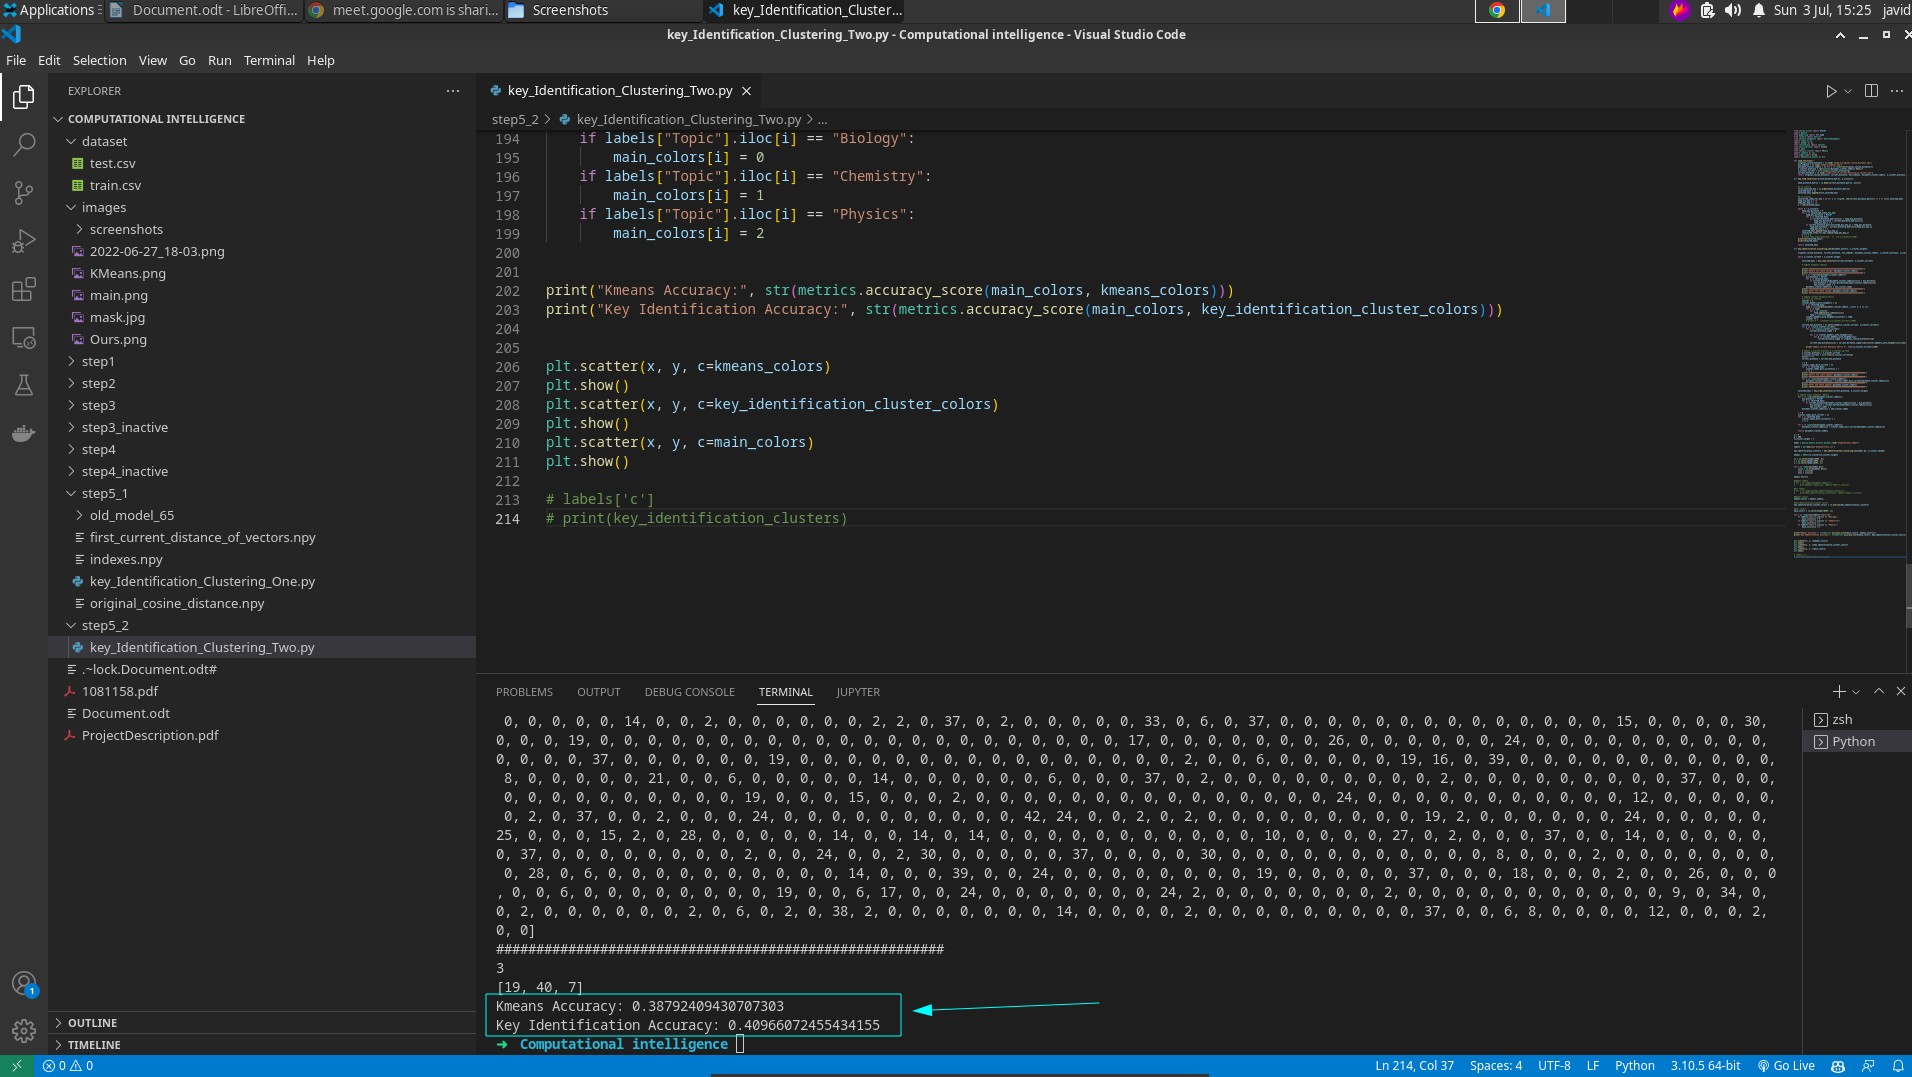 Applications
Document.odt - LibreOffi...
meet.google.com is shari...
Screenshots
key_Identification_Cluster...
Sun 3 Jul, 15:25 javid
key_Identification_Clustering_Two.py - Computational intelligence - Visual Studio Code
File Edit Selection View Go Run Terminal Help
EXPLORER
COMPUTATIONAL INTELLIGENCE
dataset
test.csv
train.csv
images
screenshots
2022-06-27_18-03.png
KMeans.png
main.png
mask.jpg
Ours.png
step1
step2
step3
step3_inactive
step4
step4_inactive
step5_1
old_model_65
first_current_distance_of_vectors.npy
indexes.npy
key_Identification_Clustering_One.py
original_cosine_distance.npy
step5_2
key_Identification_Clustering_Two.py
.~lock.Document.odt#
1081158.pdf
Document.odt
ProjectDescription.pdf
OUTLINE
TIMELINE
key_Identification_Clustering_Two.py
step5_2 > key_Identification_Clustering_Two.py > ...
194 if labels["Topic"].iloc[i] == "Biology":
195 main_colors[i] = 0
196 if labels["Topic"].iloc[i] == "Chemistry":
197 main_colors[i] = 1
198 if labels["Topic"].iloc[i] == "Physics":
199 main_colors[i] = 2
200
201
202 print("Kmeans Accuracy:", str(metrics.accuracy_score(main_colors, kmeans_colors)))
203 print("Key Identification Accuracy:", str(metrics.accuracy_score(main_colors, key_identification_cluster_colors)))
204
205
206 plt.scatter(x, y, c=kmeans_colors)
207 plt.show()
208 plt.scatter(x, y, c=key_identification_cluster_colors)
209 plt.show()
210 plt.scatter(x, y, c=main_colors)
211 plt.show()
212
213 # labels['c']
214 # print(key_identification_clusters)
PROBLEMS OUTPUT DEBUG CONSOLE TERMINAL JUPYTER
zsh
Python
0, 0, 0, 0, 0, 14, 0, 0, 2, 0, 0, 0, 0, 0, 0, 2, 2, 0, 37, 0, 2, 0, 0, 0, 0, 0, 33, 0, 6, 0, 37, 0, 0, 0, 0, 0, 0, 0, 0, 0, 0, 0, 0, 0, 0, 15, 0, 0, 0, 0, 30,
0, 0, 0, 19, 0, 0, 0, 0, 0, 0, 0, 0, 0, 0, 0, 0, 0, 0, 0, 0, 0, 0, 0, 0, 0, 17, 0, 0, 0, 0, 0, 0, 0, 26, 0, 0, 0, 0, 0, 0, 24, 0, 0, 0, 0, 0, 0, 0, 0, 0, 0,
0, 0, 0, 0, 37, 0, 0, 0, 0, 0, 0, 19, 0, 0, 0, 0, 0, 0, 0, 0, 0, 0, 0, 0, 0, 0, 0, 0, 2, 0, 0, 6, 0, 0, 0, 0, 0, 19, 16, 0, 39, 0, 0, 0, 0, 0, 0, 0, 0, 0, 0,
8, 0, 0, 0, 0, 0, 21, 0, 0, 6, 0, 0, 0, 0, 0, 14, 0, 0, 0, 0, 0, 0, 6, 0, 0, 0, 37, 0, 2, 0, 0, 0, 0, 0, 0, 0, 0, 0, 2, 0, 0, 0, 0, 0, 0, 0, 0, 37, 0, 0, 0,
0, 0, 0, 0, 0, 0, 0, 0, 0, 19, 0, 0, 0, 15, 0, 0, 0, 2, 0, 0, 0, 0, 0, 0, 0, 0, 0, 0, 0, 0, 0, 0, 24, 0, 0, 0, 0, 0, 0, 0, 0, 0, 0, 12, 0, 0, 0, 0, 0,
0, 2, 0, 37, 0, 0, 2, 0, 0, 0, 24, 0, 0, 0, 0, 0, 0, 0, 0, 0, 42, 24, 0, 0, 2, 0, 2, 0, 0, 0, 0, 0, 0, 0, 0, 19, 2, 0, 0, 0, 0, 0, 0, 24, 0, 0, 0, 0, 0,
25, 0, 0, 0, 15, 2, 0, 28, 0, 0, 0, 0, 0, 14, 0, 0, 14, 0, 14, 0, 0, 0, 0, 0, 0, 0, 0, 0, 0, 0, 10, 0, 0, 0, 0, 27, 0, 2, 0, 0, 0, 37, 0, 0, 14, 0, 0, 0, 0, 0,
0, 37, 0, 0, 0, 0, 0, 0, 0, 0, 2, 0, 0, 24, 0, 0, 2, 30, 0, 0, 0, 0, 0, 37, 0, 0, 0, 0, 30, 0, 0, 0, 0, 0, 0, 0, 0, 0, 0, 0, 8, 0, 0, 0, 2, 0, 0, 0, 0, 0, 0, 0,
0, 28, 0, 6, 0, 0, 0, 0, 0, 0, 0, 0, 0, 0, 14, 0, 0, 0, 39, 0, 0, 24, 0, 0, 0, 0, 0, 0, 0, 0, 19, 0, 0, 0, 0, 0, 37, 0, 0, 0, 18, 0, 0, 0, 2, 0, 0, 26, 0, 0, 0
, 0, 0, 6, 0, 0, 0, 0, 0, 0, 0, 0, 19, 0, 0, 6, 17, 0, 0, 24, 0, 0, 0, 0, 0, 0, 0, 24, 2, 0, 0, 0, 0, 0, 0, 0, 2, 0, 0, 0, 0, 0, 0, 0, 0, 0, 0, 0, 9, 0, 34, 0,
0, 2, 0, 0, 0, 0, 0, 0, 2, 0, 6, 0, 2, 0, 38, 2, 0, 0, 0, 0, 0, 0, 0, 14, 0, 0, 0, 0, 2, 0, 0, 0, 0, 0, 0, 0, 0, 0, 0, 37, 0, 0, 6, 8, 0, 0, 0, 0, 12, 0, 0, 0, 2,
0, 0]
########################################################
3
[19, 40, 7]
Kmeans Accuracy: 0.38792409430707303
Key Identification Accuracy: 0.40966072455434155
➜ Computational intelligence
1
0 0
Ln 214, Col 37 Spaces: 4 UTF-8 LF Python 3.10.5 64-bit Go Live